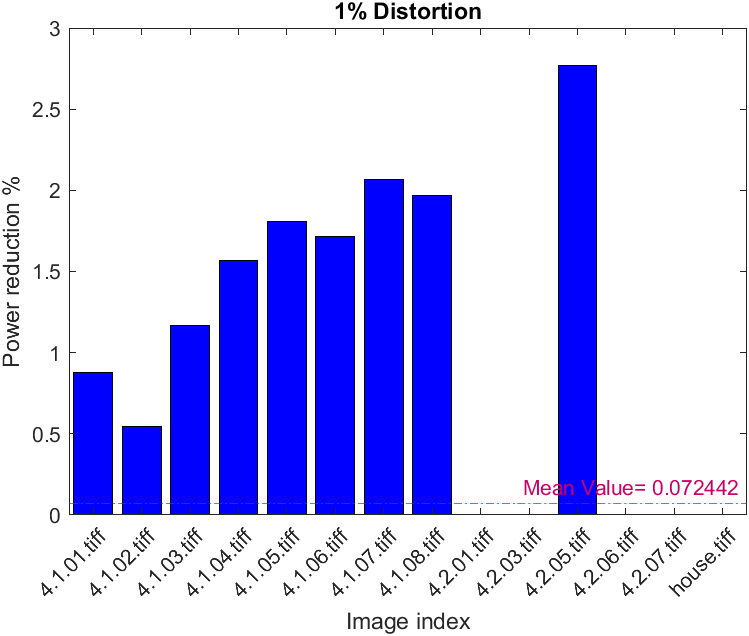 1% Distortion
3
2.5
2
1.5
1
0.5
0
Power reduction %
Mean Value= 0.072442
4.1.01.tiff
4.1.02.tiff
4.1.03.tiff
4.1.04.tiff
4.1.05.tiff
4.1.06.tiff
4.1.07.tiff
4.1.08.tiff
4.2.01.tiff
4.2.03.tiff
4.2.05.tiff
4.2.06.tiff
4.2.07.tiff
house.tiff
Image index